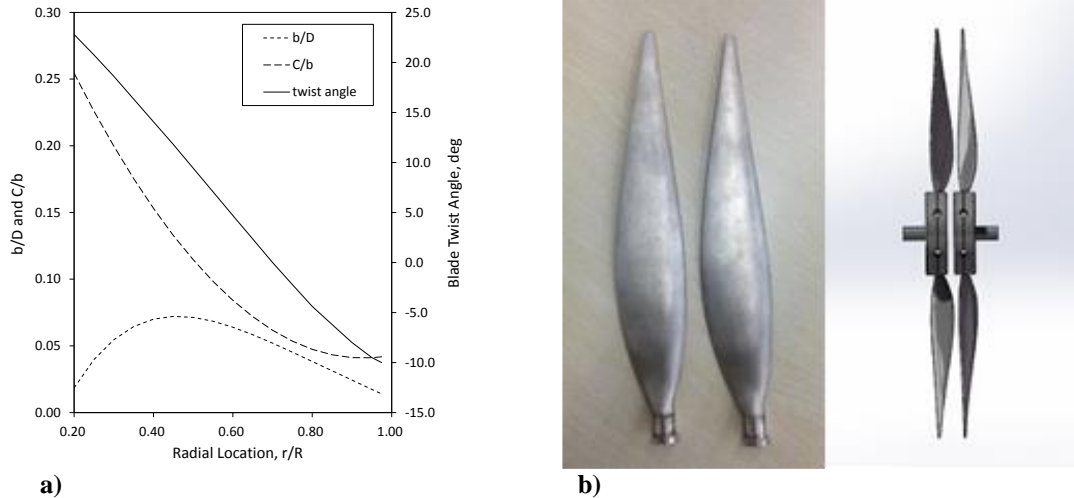 0.30
0.25
0.20
0.15
0.10
0.05
0.00
b/D and C/b
25.0
20.0
15.0
10.0
5.0
0.0
-5.0
-10.0
-15.0
Blade Twist Angle, deg
b/D
C/b
twist angle
0.20
0.40
0.60
0.80
1.00
Radial Location, r/R
a)
b)